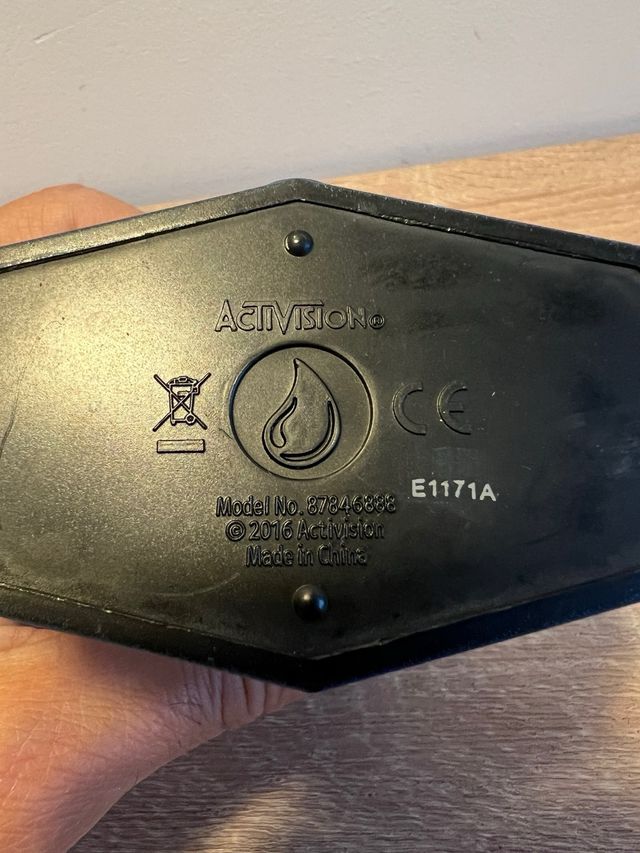 ACTIVISION®
CE
E1171A
Model No. 87846888
© 2016 Activision
Made in China